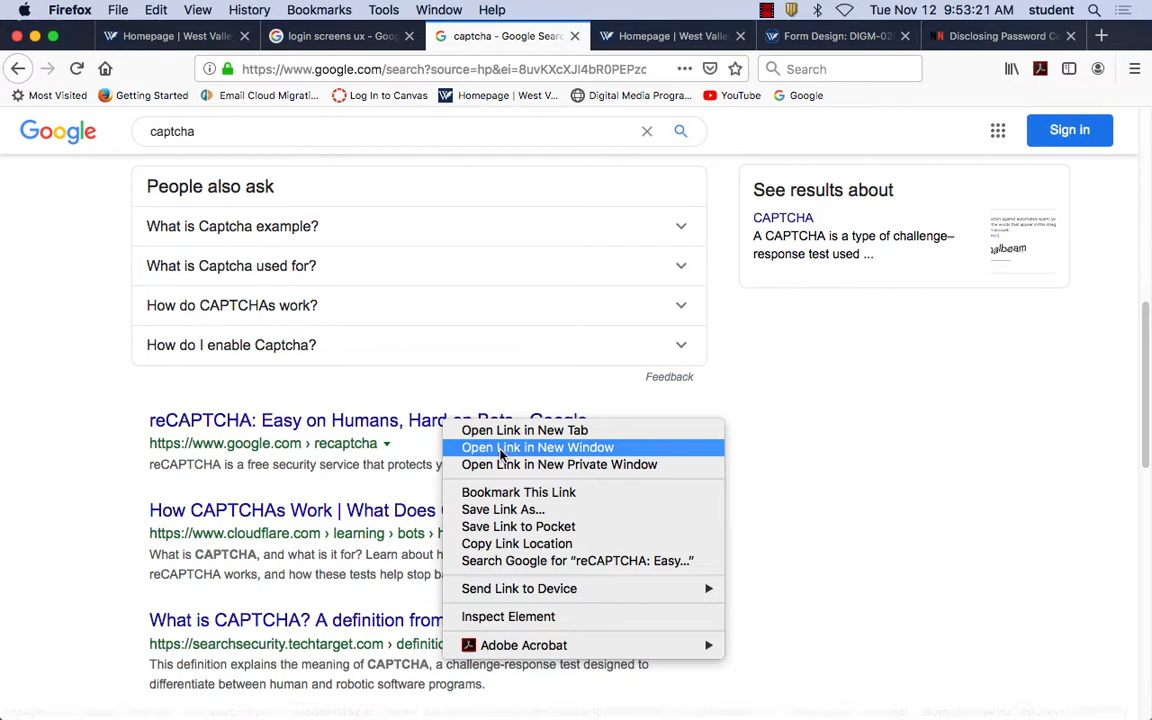 Firefox File Edit View History Bookmarks Tools Window Help Tue Nov 12 9:53:21 AM student
Homepage | West Valle login screens ux - Goo captcha - Google Sear Homepage | West Valle Form Design: DIGM-02 Disclosing Password Co
https://www.google.com/search?source=hp&ei=8uvKXcXJl4bR0PEPzc Search
Most Visited Getting Started Email Cloud Migrati... Log In to Canvas Homepage | West V... Digital Media Progra... YouTube Google
Google captcha Sign in
People also ask
What is Captcha example?
What is Captcha used for?
How do CAPTCHAs work?
How do I enable Captcha?
Feedback
See results about
CAPTCHA
A CAPTCHA is a type of challenge–
response test used ...
reCAPTCHA: Easy on Humans, Hard on Bots - Google
https://www.google.com › recaptcha
reCAPTCHA is a free security service that protects y
How CAPTCHAs Work | What Does
https://www.cloudflare.com › learning › bots › h
What is CAPTCHA, and what is it for? Learn about h
reCAPTCHA works, and how these tests help stop ba
What is CAPTCHA? A definition from
https://searchsecurity.techtarget.com › definitio
This definition explains the meaning of CAPTCHA, a challenge-response test designed to
differentiate between human and robotic software programs.
Open Link in New Tab
Open Link in New Window
Open Link in New Private Window
Bookmark This Link
Save Link As...
Save Link to Pocket
Copy Link Location
Search Google for “reCAPTCHA: Easy...”
Send Link to Device
Inspect Element
Adobe Acrobat